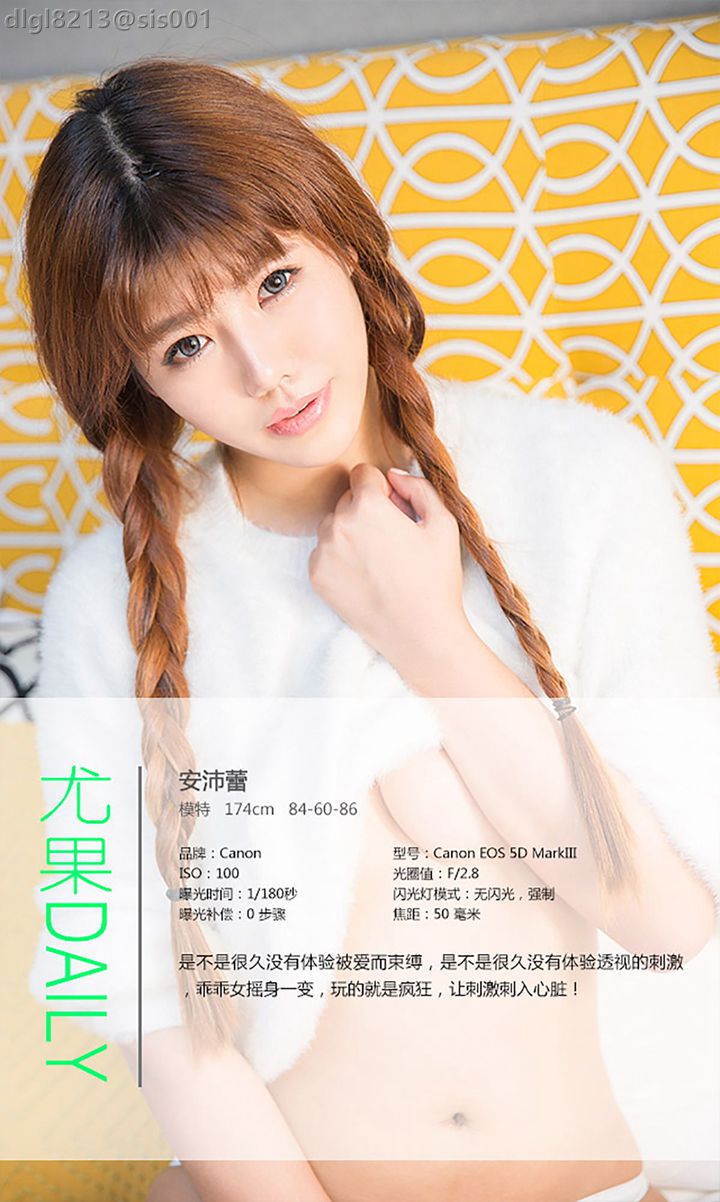 dlgl8213@sis001
尤果DAILY
安沛蕾
模特 174cm 84-60-86
品牌：Canon 型号：Canon EOS 5D MarkIII
ISO：100 光圈值：F/2.8
曝光时间：1/180秒 闪光灯模式：无闪光，强制
曝光补偿：0 步骤 焦距：50 毫米
是不是很久没有体验被爱而束缚，是不是很久没有体验透视的刺激
，乖乖女摇身一变，玩的就是疯狂，让刺激刺入心脏！